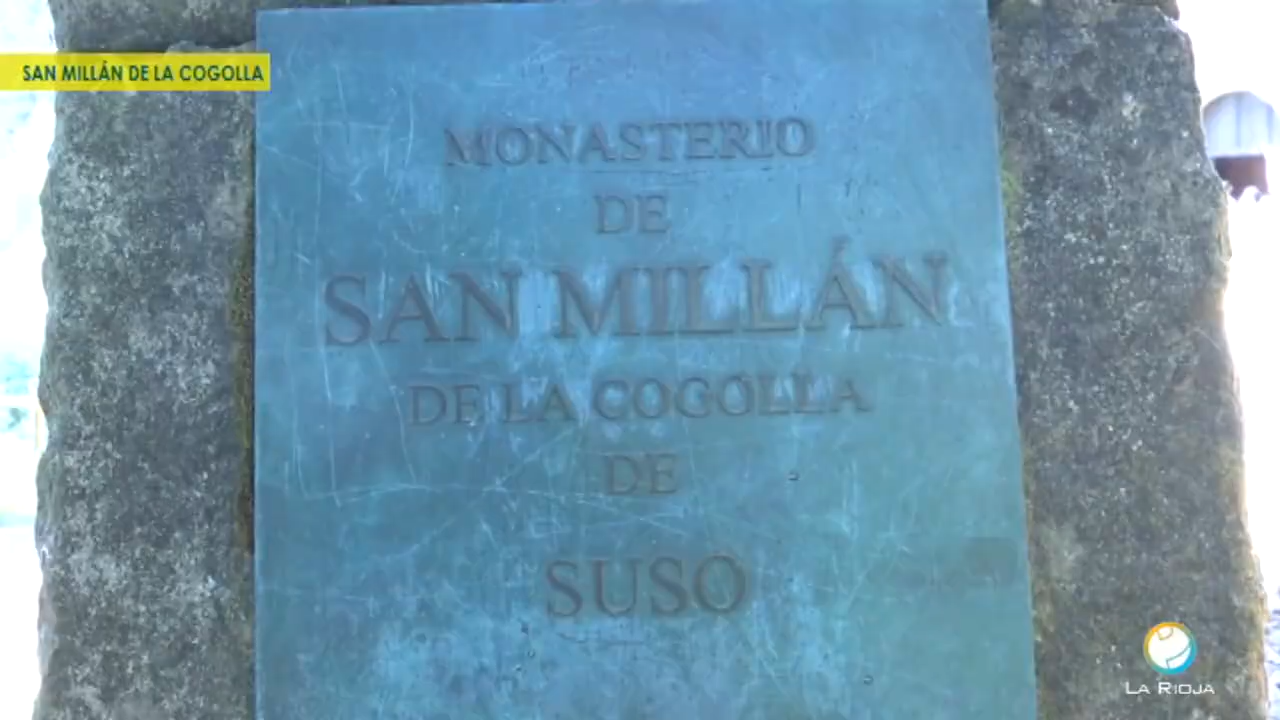 SAN MILLÁN DE LA COGOLLA
MONASTERIO
DE
SAN MILLÁN
DE LA COGOLLA
DE
SUSO
LA RIOJA